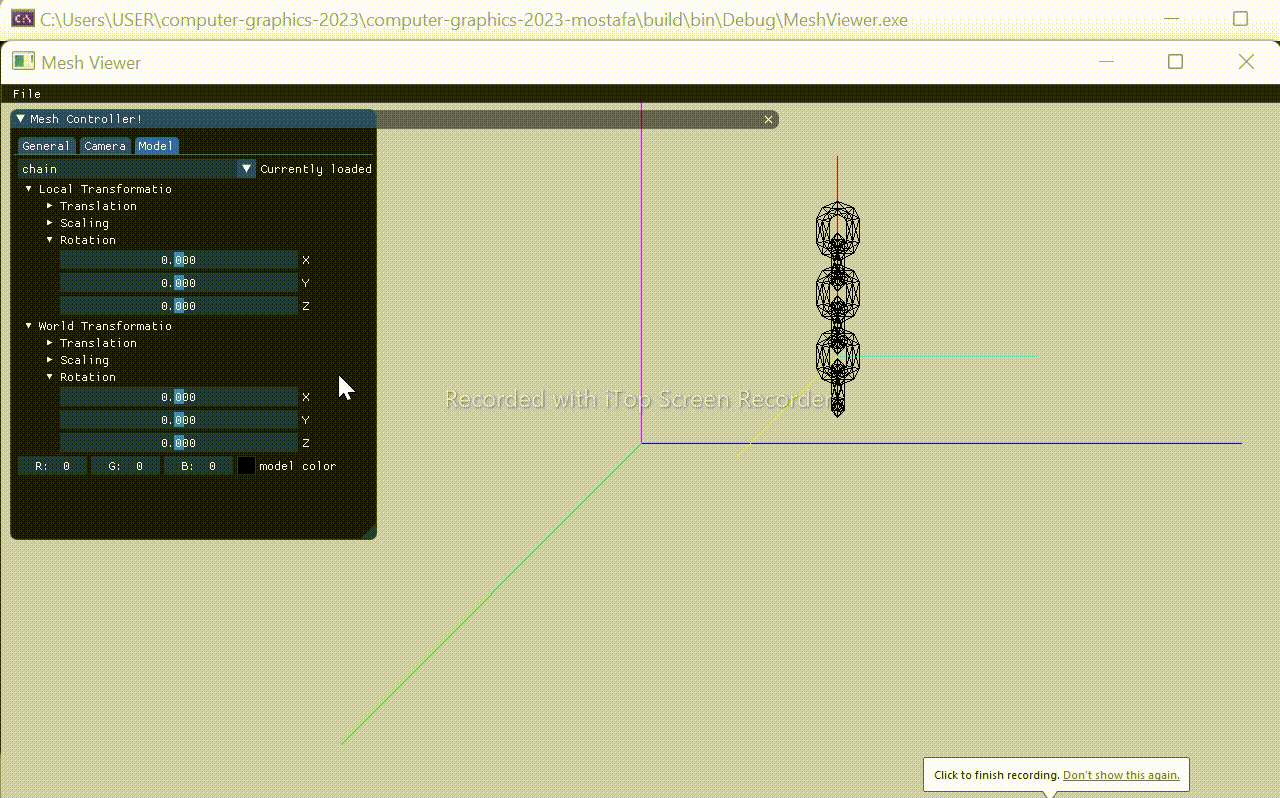 C:\Users\USER\computer-graphics-2023\computer-graphics-2023-mostafa\build\bin\Debug\MeshViewer.exe
Mesh Viewer
File
Mesh Controller!
General Camera Model
chain Currently loaded
Local Transformatio
Translation
Scaling
Rotation
0.000 X
0.000 Y
0.000 Z
World Transformatio
Translation
Scaling
Rotation
0.000 X
0.000 Y
0.000 Z
R: 0 G: 0 B: 0 model color
Recorded with iTop Screen Recorder
Click to finish recording. Don't show this again.